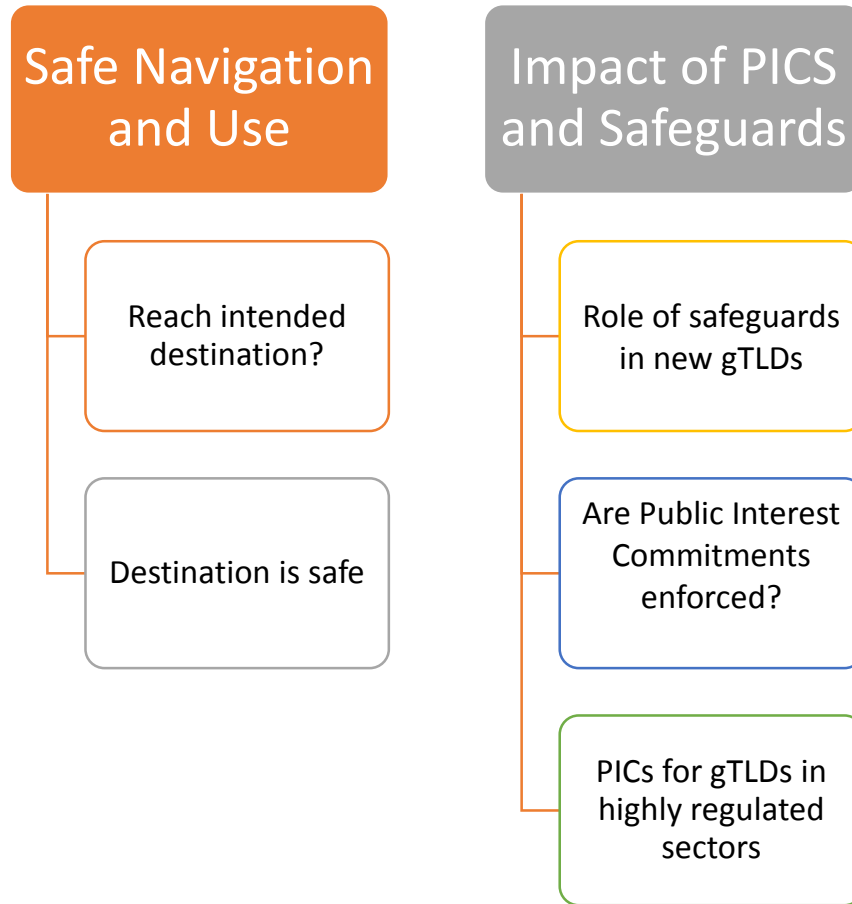 Safe Navigation
and Use
Reach intended
destination?
Destination is safe
Impact of PICS
and Safeguards
Role of safeguards
in new gTLDs
Are Public Interest
Commitments
enforced?
PICs for gTLDs in
highly regulated
sectors